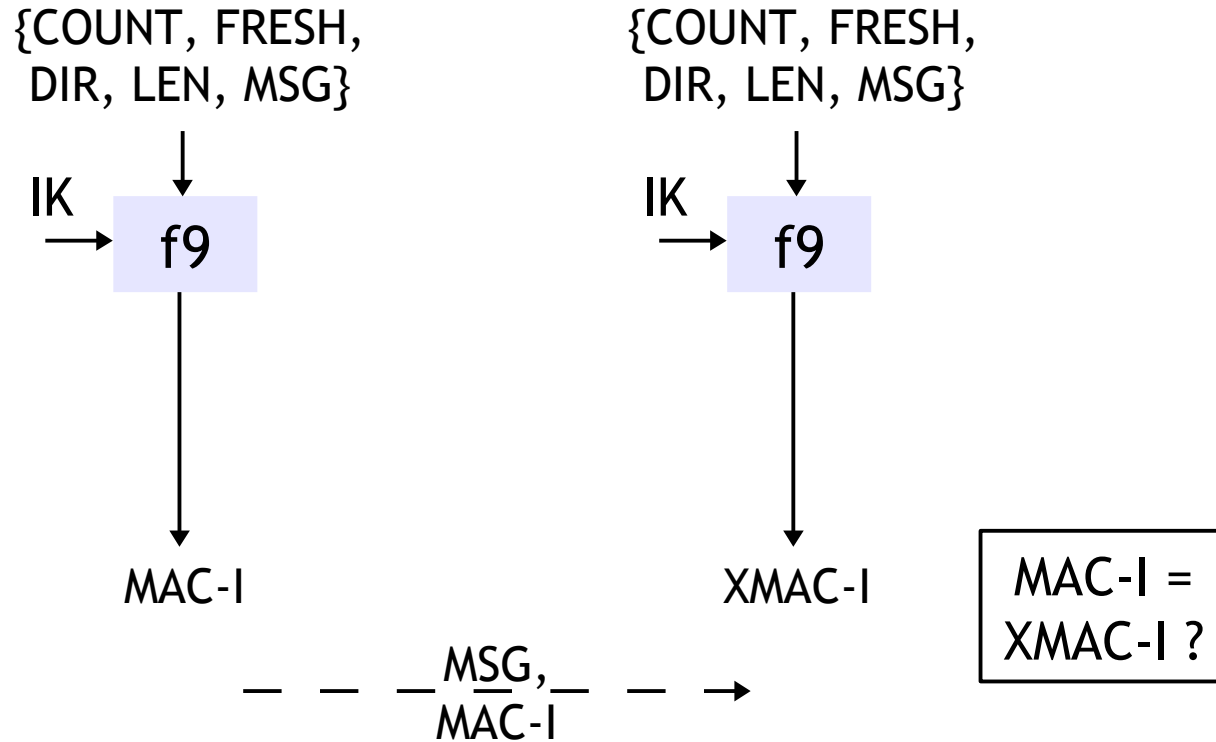 {COUNT, FRESH,
DIR, LEN, MSG}
{COUNT, FRESH,
DIR, LEN, MSG}
IK
f9
IK
f9
MAC-I
XMAC-I
MAC-I =
XMAC-I ?
MSG,
MAC-I